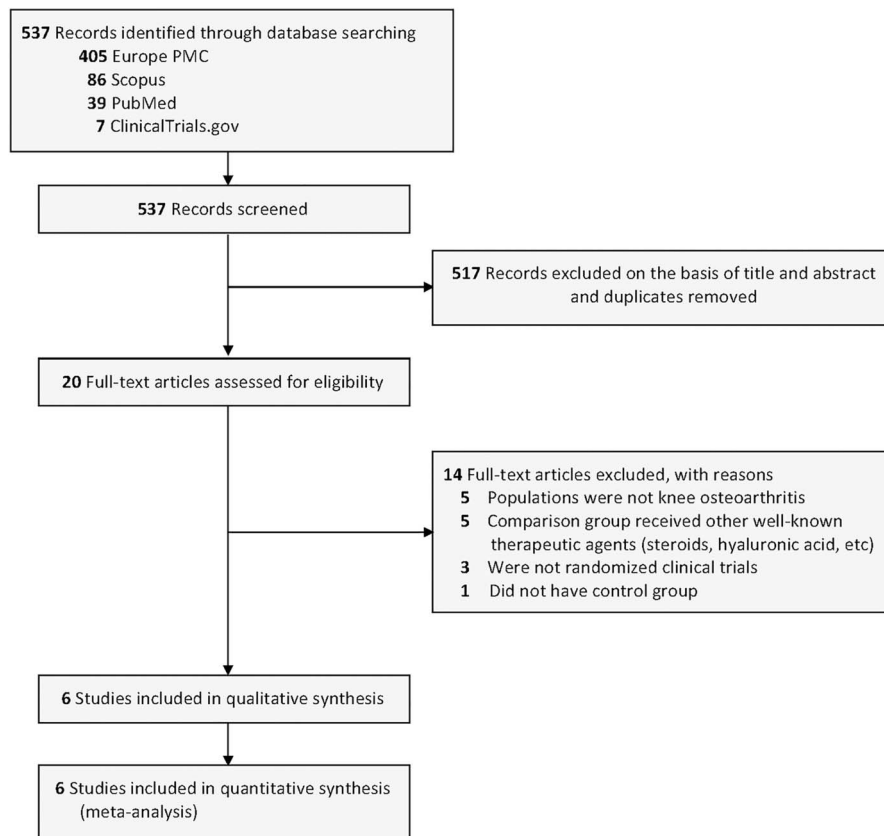 537 Records identified through database searching
405 Europe PMC
86 Scopus
39 PubMed
7 ClinicalTrials.gov
537 Records screened
517 Records excluded on the basis of title and abstract
and duplicates removed
20 Full-text articles assessed for eligibility
14 Full-text articles excluded, with reasons
5 Populations were not knee osteoarthritis
5 Comparison group received other well-known
therapeutic agents (steroids, hyaluronic acid, etc)
3 Were not randomized clinical trials
1 Did not have control group
6 Studies included in qualitative synthesis
6 Studies included in quantitative synthesis
(meta-analysis)